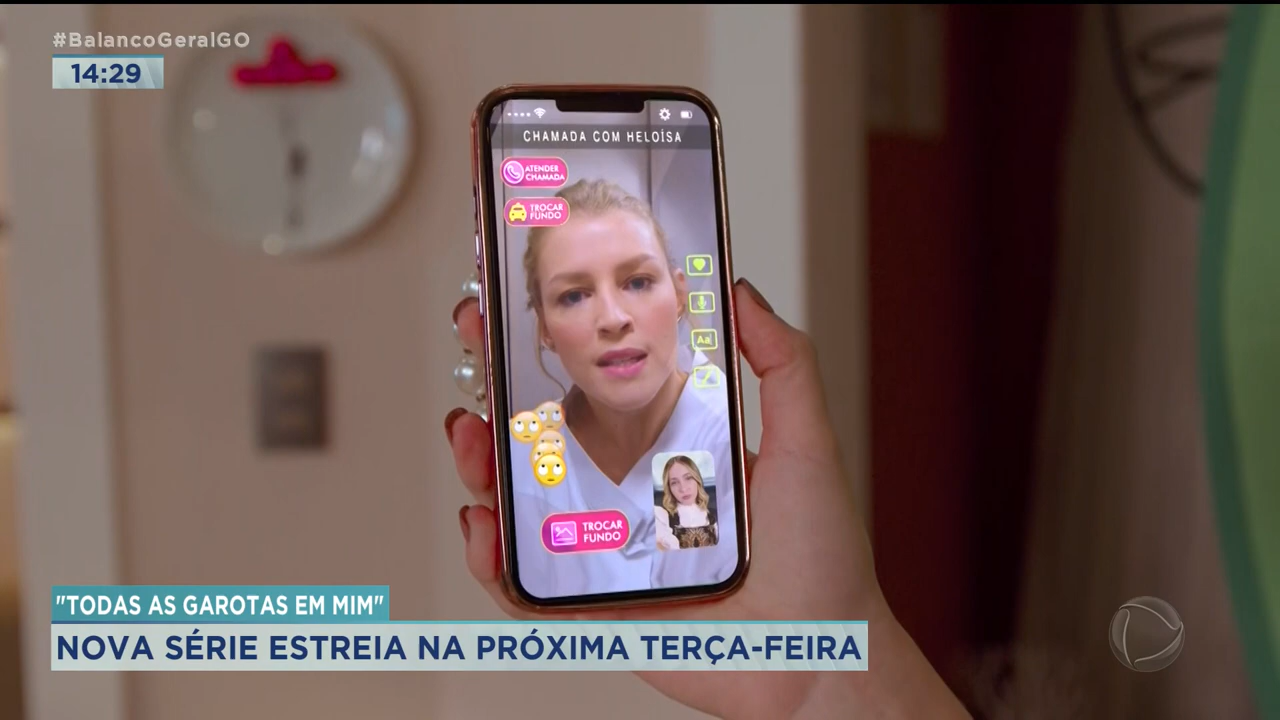 #BalancoGeralGO
14:29
CHAMADA COM HELOÍSA
ATENDER
CHAMADA
TROCAR
FUNDO
Aa
TROCAR
FUNDO
"TODAS AS GAROTAS EM MIM"
NOVA SÉRIE ESTREIA NA PRÓXIMA TERÇA-FEIRA